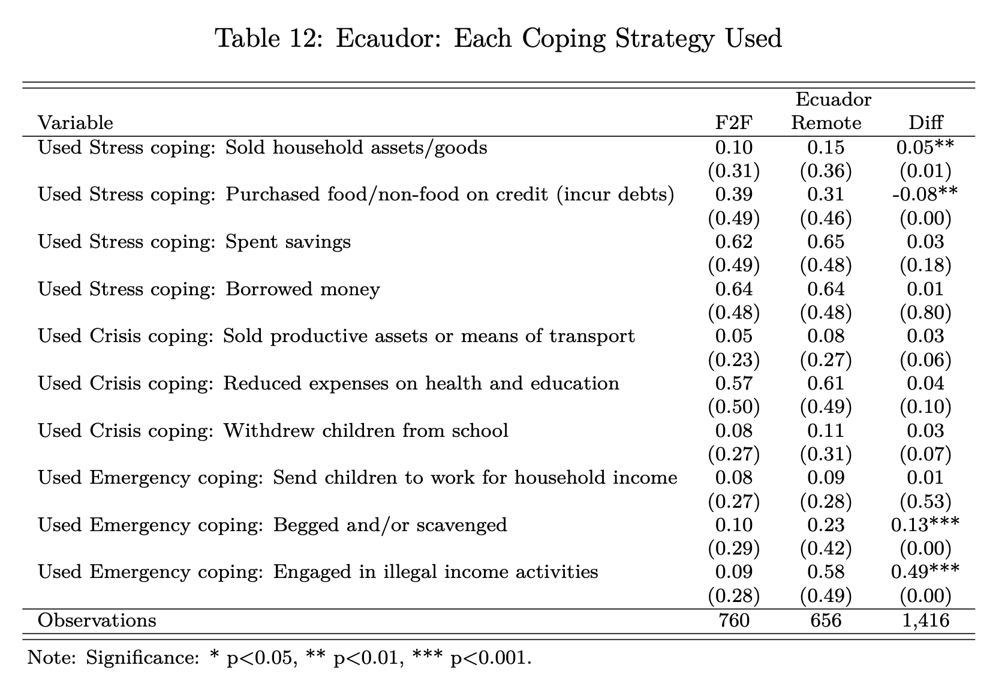 Table 12: Ecaudor: Each Coping Strategy Used
Ecuador
Variable F2F Remote Diff
Used Stress coping: Sold household assets/goods 0.10 0.15 0.05**
(0.31) (0.36) (0.01)
Used Stress coping: Purchased food/non-food on credit (incur debts) 0.39 0.31 -0.08**
(0.49) (0.46) (0.00)
Used Stress coping: Spent savings 0.62 0.65 0.03
(0.49) (0.48) (0.18)
Used Stress coping: Borrowed money 0.64 0.64 0.01
(0.48) (0.48) (0.80)
Used Crisis coping: Sold productive assets or means of transport 0.05 0.08 0.03
(0.23) (0.27) (0.06)
Used Crisis coping: Reduced expenses on health and education 0.57 0.61 0.04
(0.50) (0.49) (0.10)
Used Crisis coping: Withdrew children from school 0.08 0.11 0.03
(0.27) (0.31) (0.07)
Used Emergency coping: Send children to work for household income 0.08 0.09 0.01
(0.27) (0.28) (0.53)
Used Emergency coping: Begged and/or scavenged 0.10 0.23 0.13***
(0.29) (0.42) (0.00)
Used Emergency coping: Engaged in illegal income activities 0.09 0.58 0.49***
(0.28) (0.49) (0.00)
Observations 760 656 1,416
Note: Significance: * p<0.05, ** p<0.01, *** p<0.001.